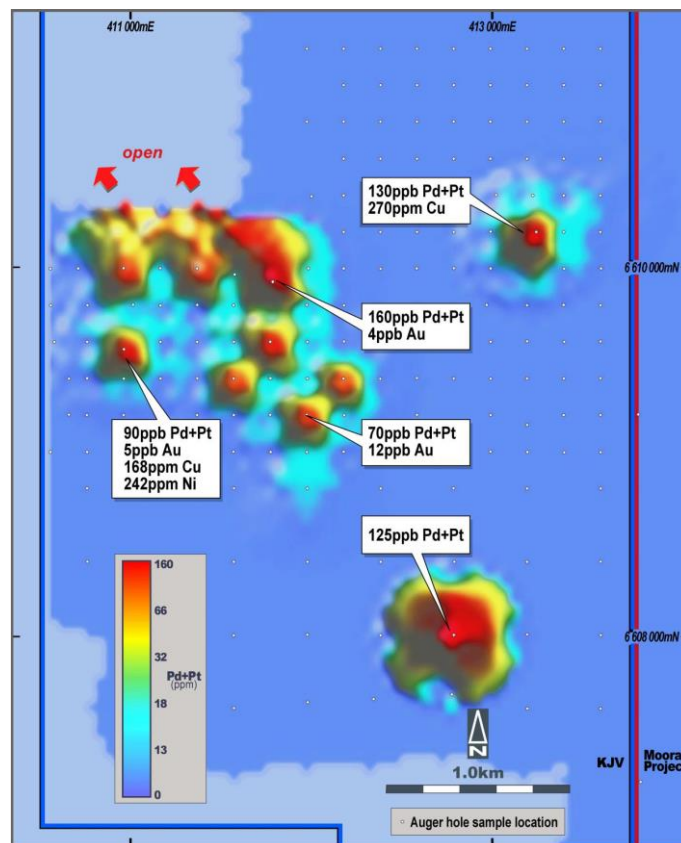 411 000mE
413 000mE
open
130ppb Pd+Pt
270ppm Cu
6 610 000mN
160ppb Pd+Pt
4ppb Au
90ppb Pd+Pt
5ppb Au
168ppm Cu
242ppm Ni
70ppb Pd+Pt
12ppb Au
125ppb Pd+Pt
160
66
32
18
13
0
Pd+Pt
(ppm)
6 608 000mN
N
1.0km
KJV
Moora
Project
Auger hole sample location